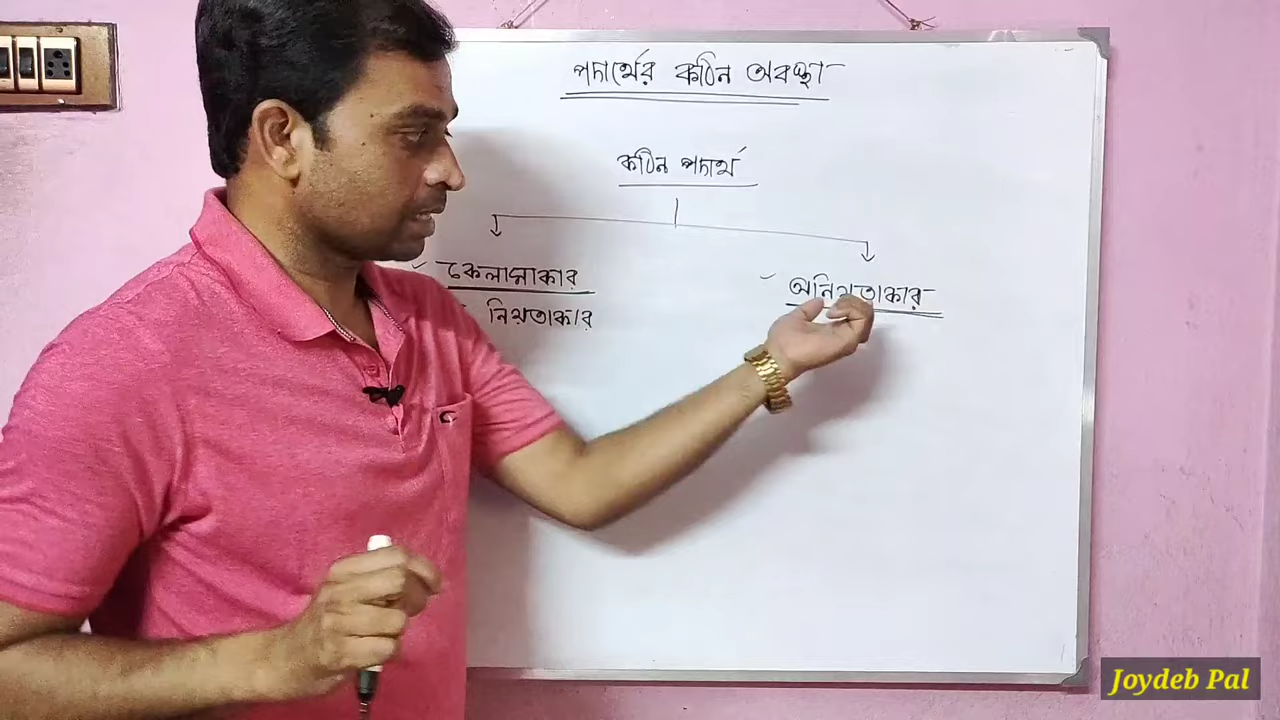 পদার্থের কঠিন অবস্থা
কঠিন পদার্থ
কেলাসাকার
অনিয়তাকার
নিয়তাকার
Joydeb Pal